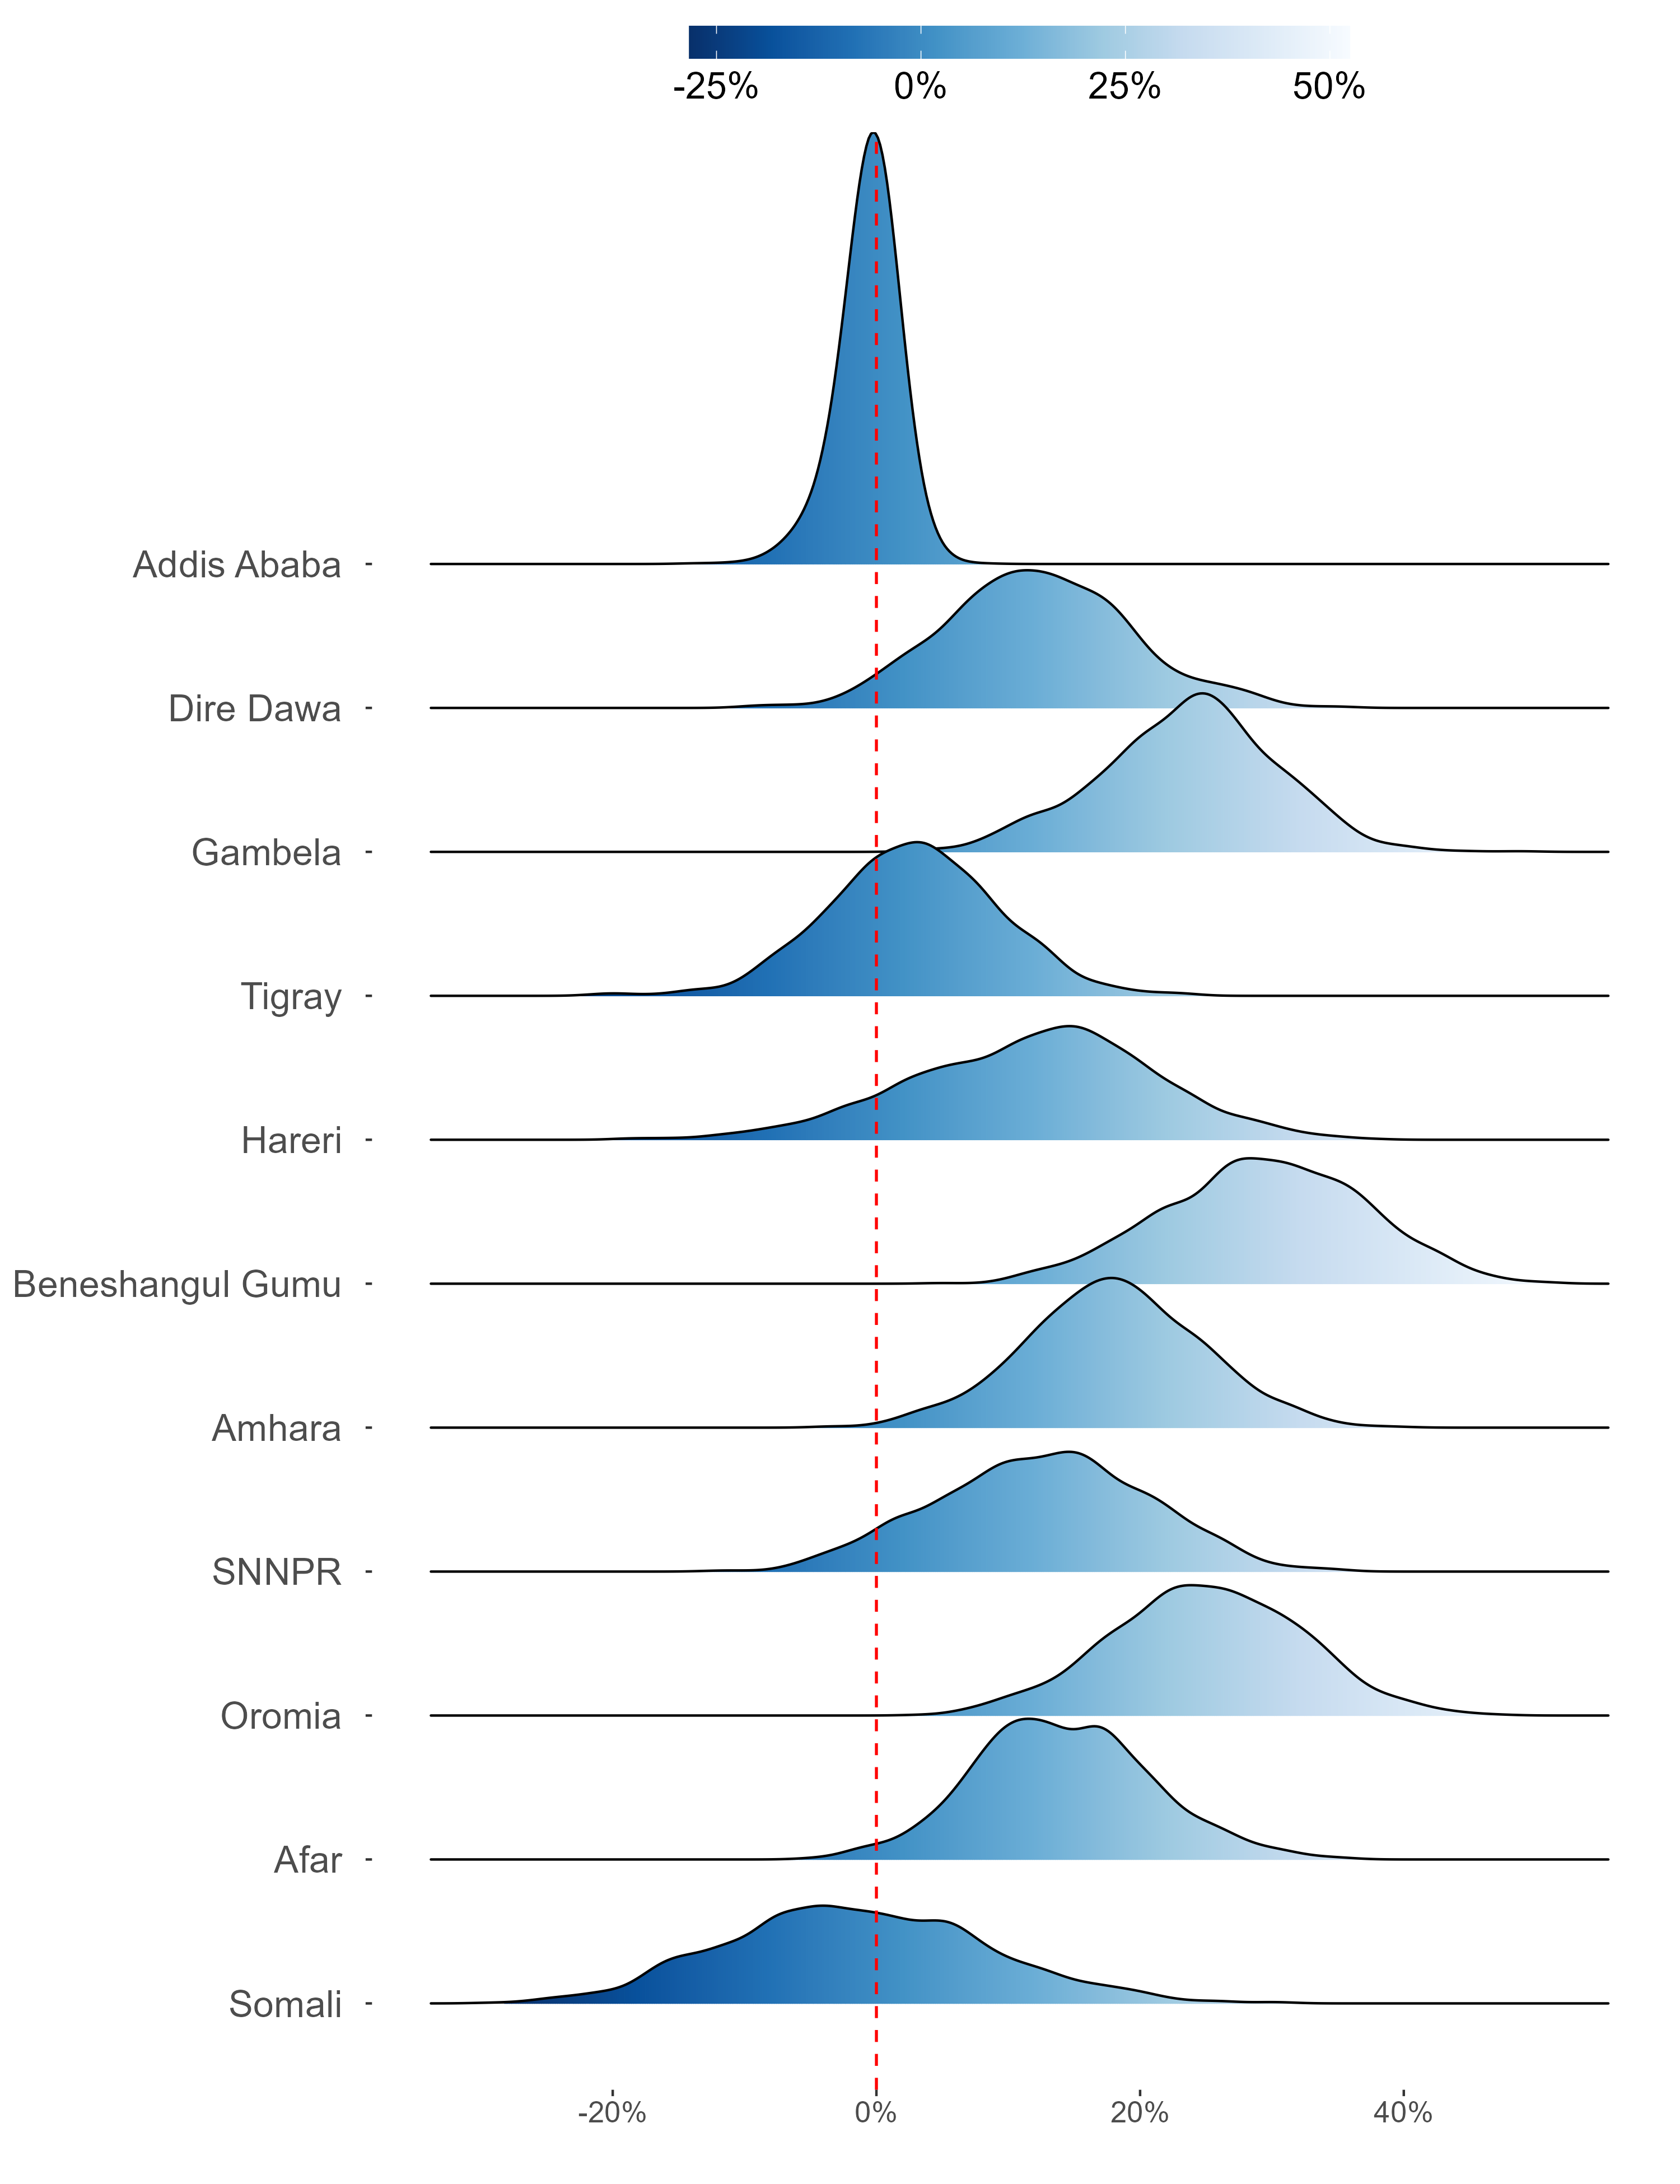 -25% 0% 25% 50%
Addis Ababa
Dire Dawa
Gambela
Tigray
Hareri
Beneshangul Gumu
Amhara
SNNPR
Oromia
Afar
Somali
-20% 0% 20% 40%